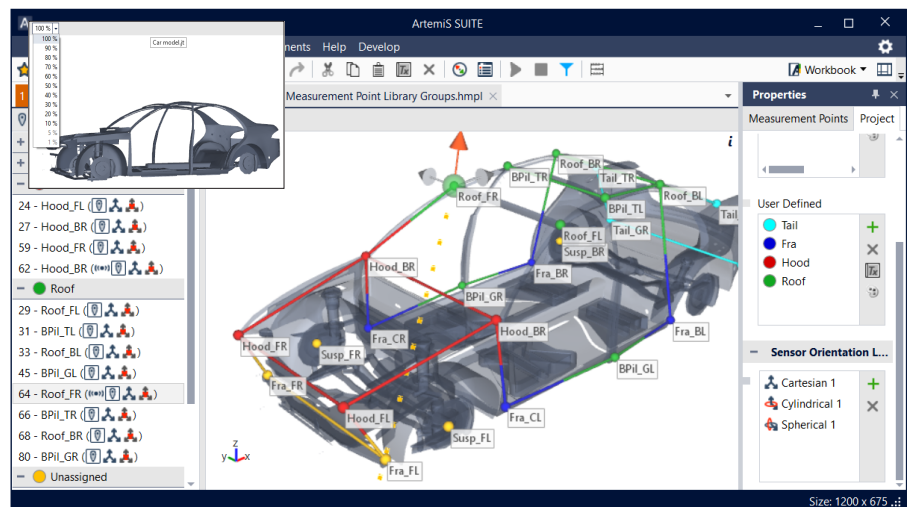 ArtemiS SUITE
100 %
100 %
90 %
80 %
70 %
60 %
50 %
40 %
30 %
20 %
10 %
5 %
1 %
Car model.jt
Help Develop
Workbook
1
Measurement Point Library Groups.hmpl
Properties
Measurement Points Project
24 - Hood_FL
27 - Hood_BR
59 - Hood_FR
62 - Hood_BR
Roof
29 - Roof_FL
31 - BPil_TL
33 - Roof_BL
45 - BPil_GL
64 - Roof_FR
66 - BPil_TR
68 - Roof_BR
80 - BPil_GR
Unassigned
i
Roof_BR
BPil_TR
Tail_TR
Roof_FR
Roof_BL
BPil_TL
Tail_GR
Roof_FL
Susp_BR
Hood_BR
Fra_BR
BPil_GR
Hood_BR
Fra_BL
Fra_CR
Hood_FR
Susp_FR
BPil_GL
Fra_FR
Fra_CL
Hood_FL
Susp_FL
Fra_FL
z
y x
User Defined
Tail
Fra
Hood
Roof
Sensor Orientation L...
Cartesian 1
Cylindrical 1
Spherical 1
Size: 1200 x 675